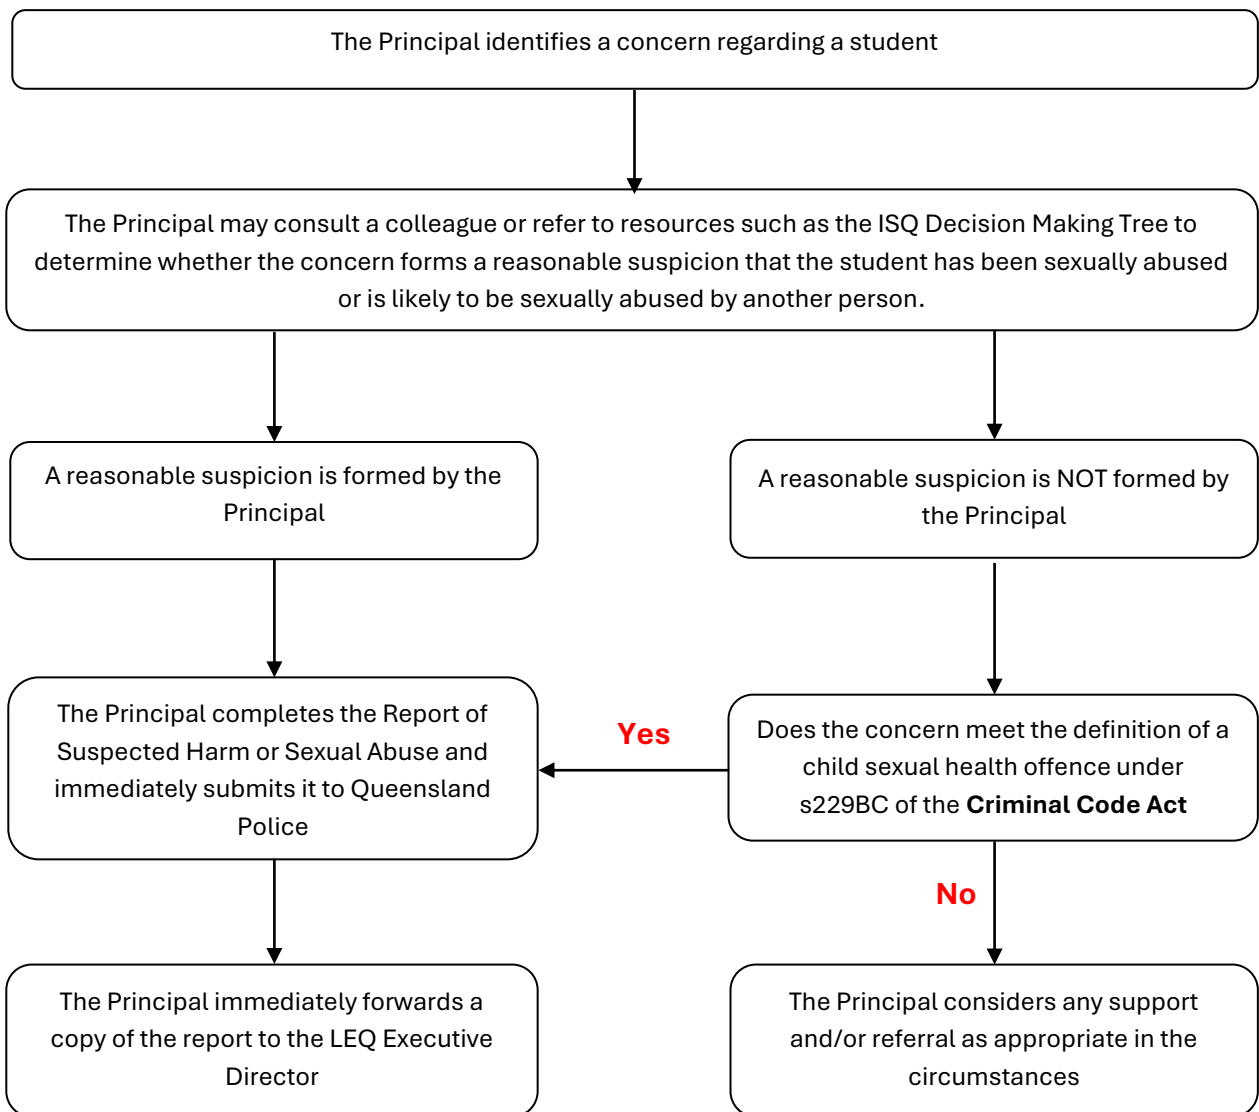 The Principal identifies a concern regarding a student
The Principal may consult a colleague or refer to resources such as the ISQ Decision Making Tree to
determine whether the concern forms a reasonable suspicion that the student has been sexually abused
or is likely to be sexually abused by another person.
A reasonable suspicion is formed by the
Principal
A reasonable suspicion is NOT formed by
the Principal
The Principal completes the Report of
Suspected Harm or Sexual Abuse and
immediately submits it to Queensland
Police
Yes
Does the concern meet the definition of a
child sexual health offence under
s229BC of the Criminal Code Act
No
The Principal immediately forwards a
copy of the report to the LEQ Executive
Director
The Principal considers any support
and/or referral as appropriate in the
circumstances